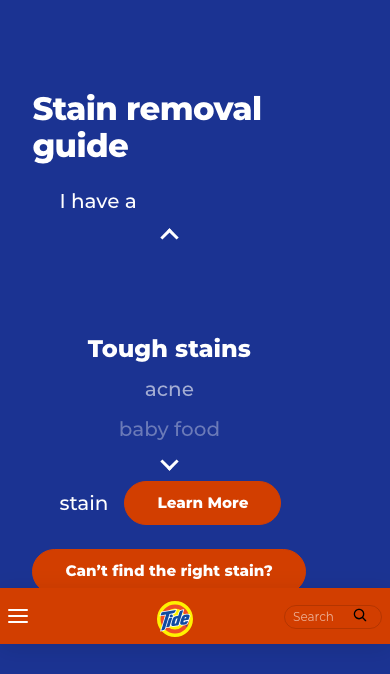 Stain removal
guide
I have a
Tough stains
acne
baby food
stain
Learn More
Can’t find the right stain?
Tide
Search